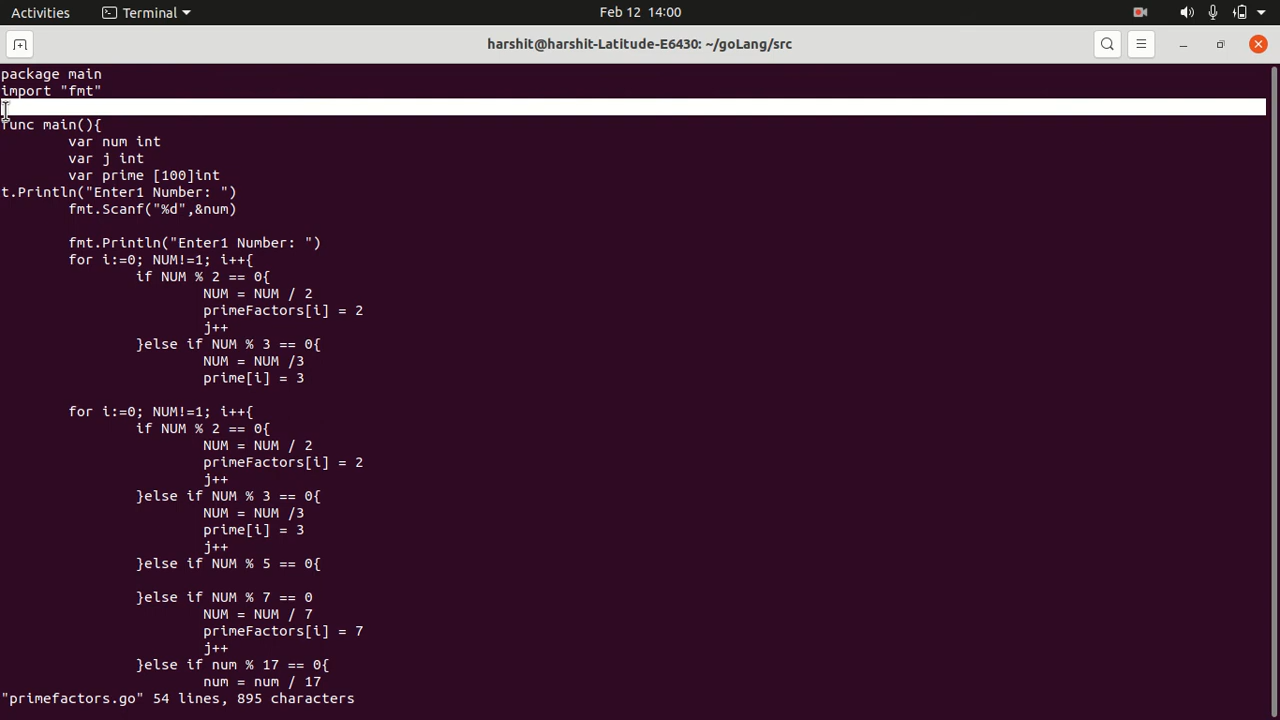 Activities Terminal Feb 12 14:00
harshit@harshit-Latitude-E6430: ~/goLang/src
package main
import "fmt"
func main(){
var num int
var j int
var prime [100]int
t.Println("Enter1 Number: ")
fmt.Scanf("%d",&num)
fmt.Println("Enter1 Number: ")
for i:=0; NUM!=1; i++{
if NUM % 2 == 0{
NUM = NUM / 2
primeFactors[i] = 2
j++
}else if NUM % 3 == 0{
NUM = NUM /3
prime[i] = 3
for i:=0; NUM!=1; i++{
if NUM % 2 == 0{
NUM = NUM / 2
primeFactors[i] = 2
j++
}else if NUM % 3 == 0{
NUM = NUM /3
prime[i] = 3
j++
}else if NUM % 5 == 0{
}else if NUM % 7 == 0
NUM = NUM / 7
primeFactors[i] = 7
j++
}else if num % 17 == 0{
num = num / 17
"primefactors.go" 54 lines, 895 characters